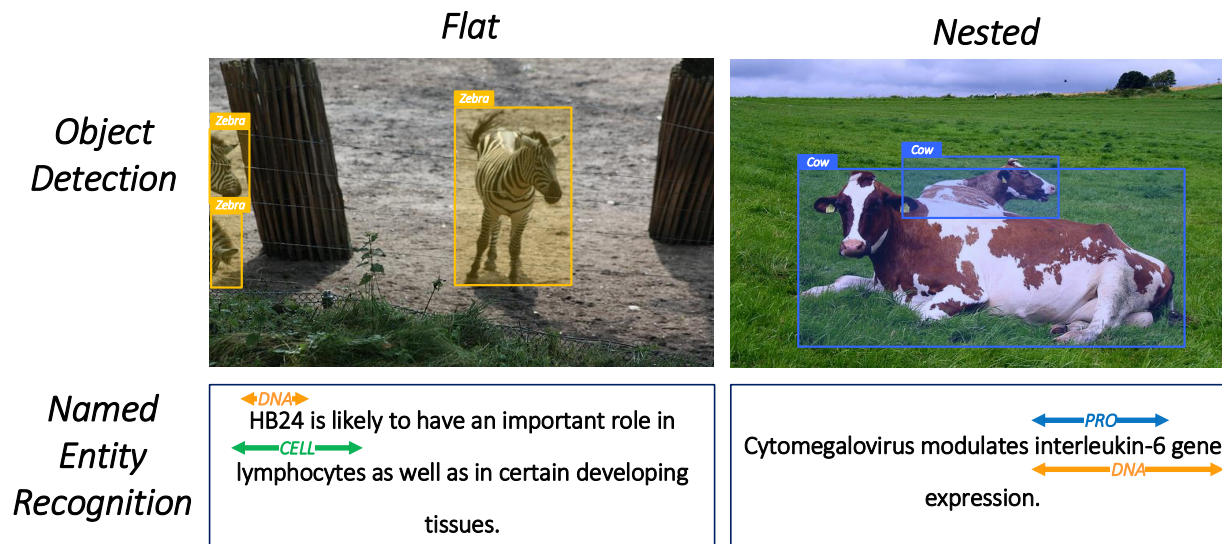 Flat
Nested
Object
Detection
Zebra
Zebra
Zebra
Cow
Cow
Named
Entity
Recognition
DNA
HB24 is likely to have an important role in
CELL
lymphocytes as well as in certain developing
tissues.
PRO
Cytomegalovirus modulates interleukin-6 gene
DNA
expression.